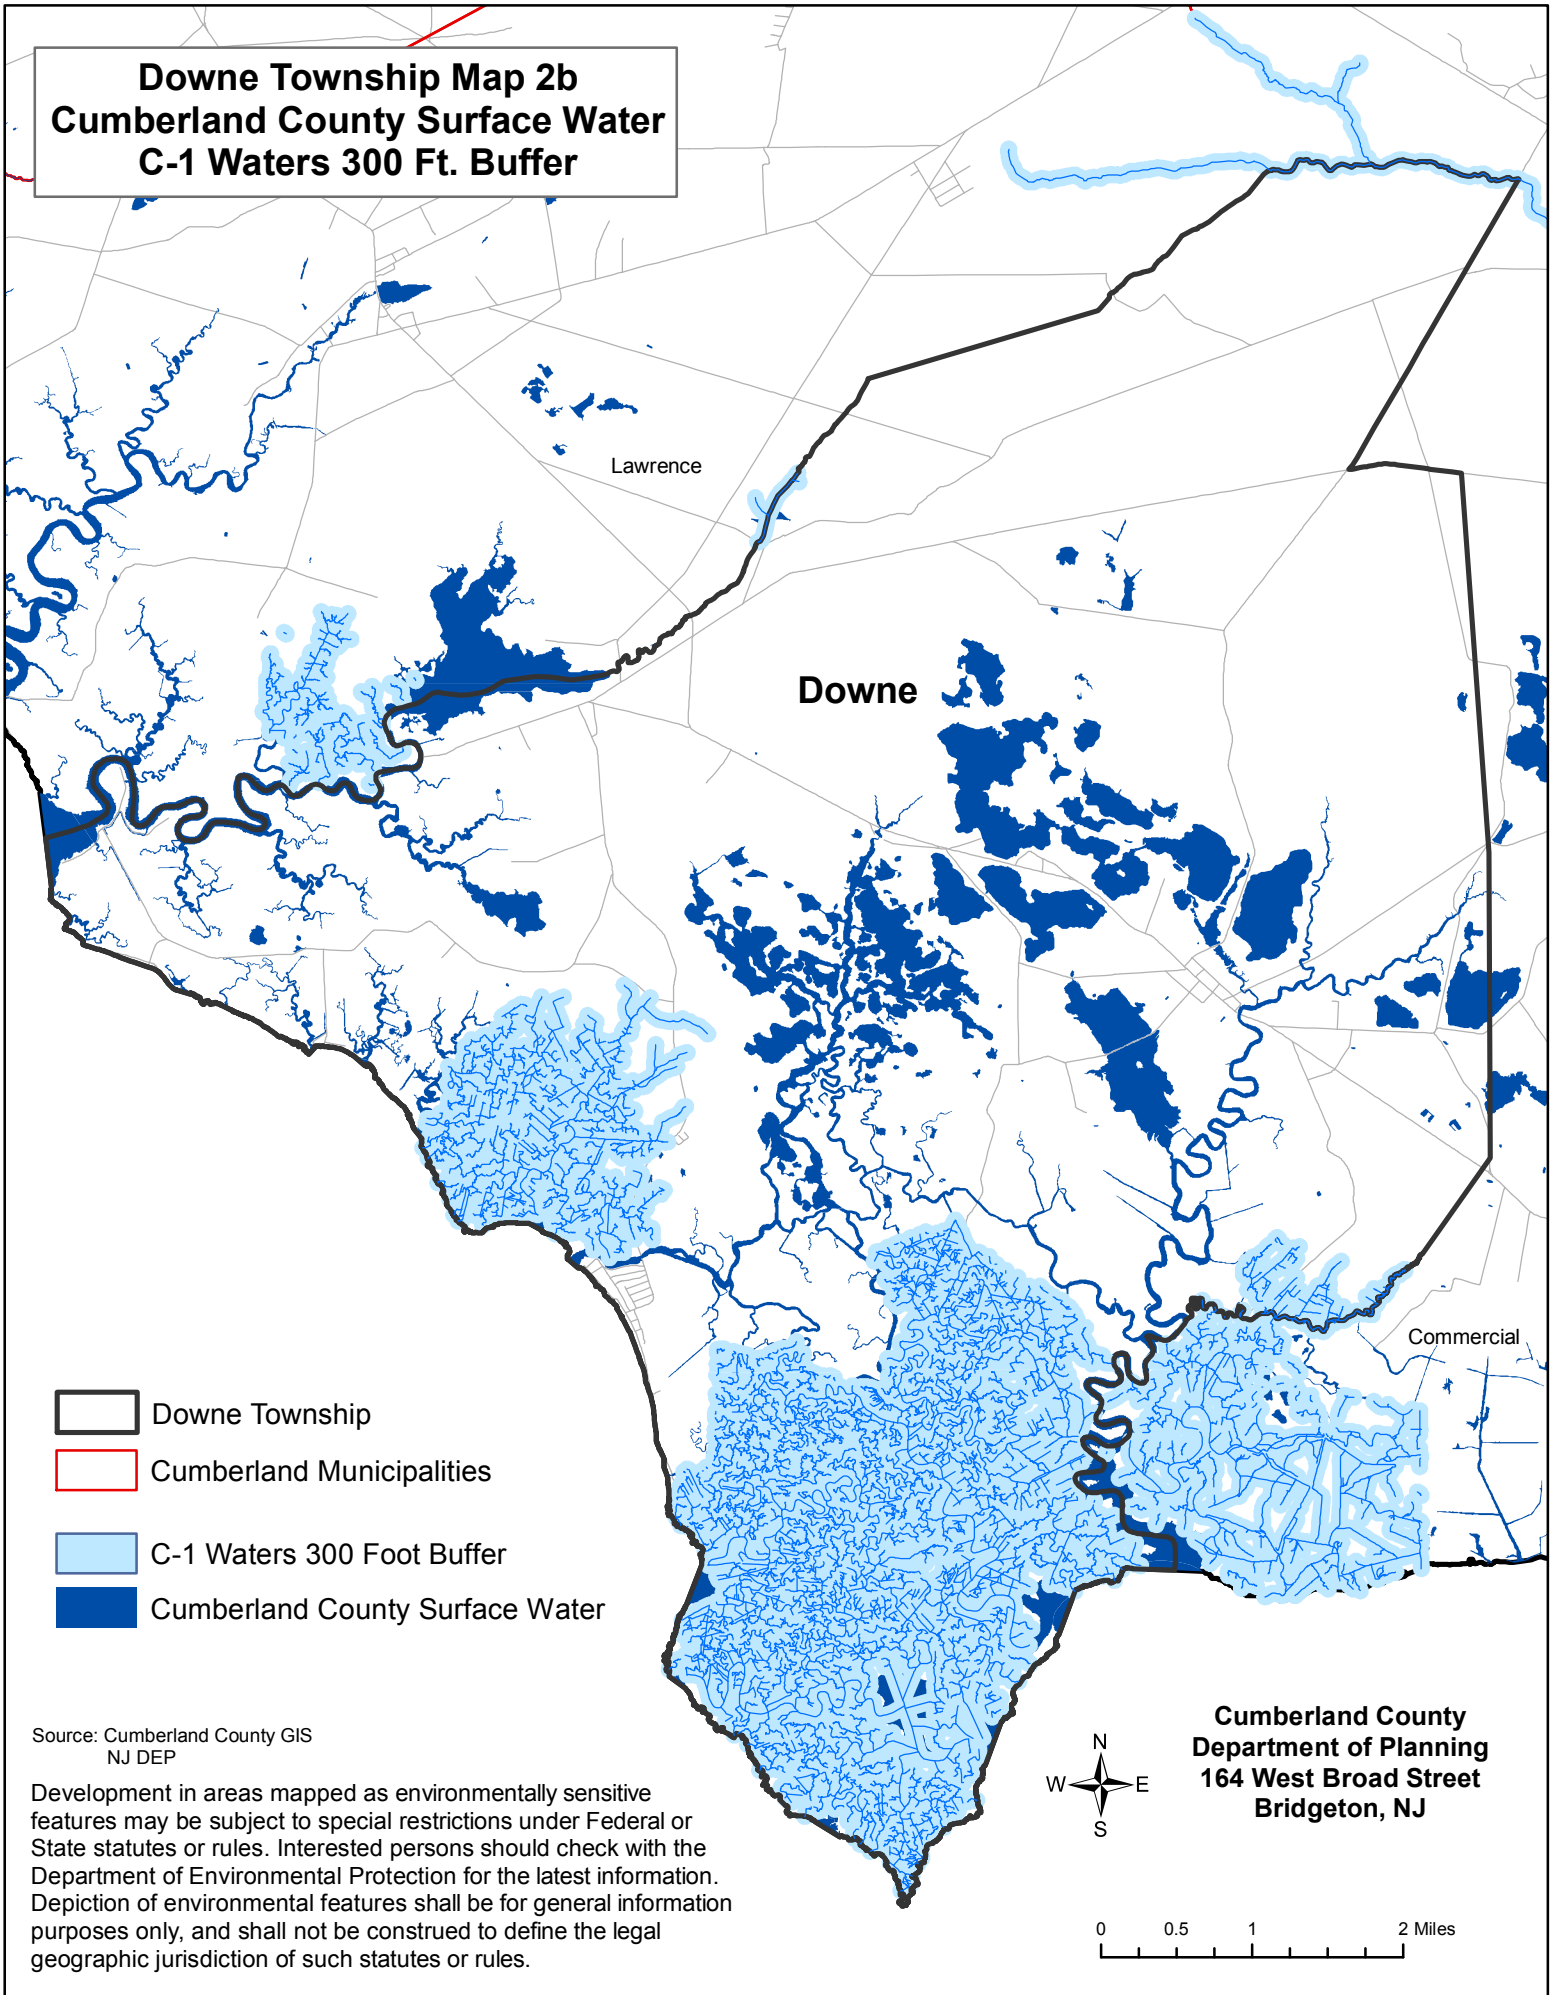 Downe Township Map 2b
Cumberland County Surface Water
C-1 Waters 300 Ft. Buffer
Lawrence
Downe
Commercial
Downe Township
Cumberland Municipalities
C-1 Waters 300 Foot Buffer
Cumberland County Surface Water
Source: Cumberland County GIS
NJ DEP
Development in areas mapped as environmentally sensitive
features may be subject to special restrictions under Federal or
State statutes or rules. Interested persons should check with the
Department of Environmental Protection for the latest information.
Depiction of environmental features shall be for general information
purposes only, and shall not be construed to define the legal
geographic jurisdiction of such statutes or rules.
N
W E
S
Cumberland County
Department of Planning
164 West Broad Street
Bridgeton, NJ
0 0.5 1 2 Miles